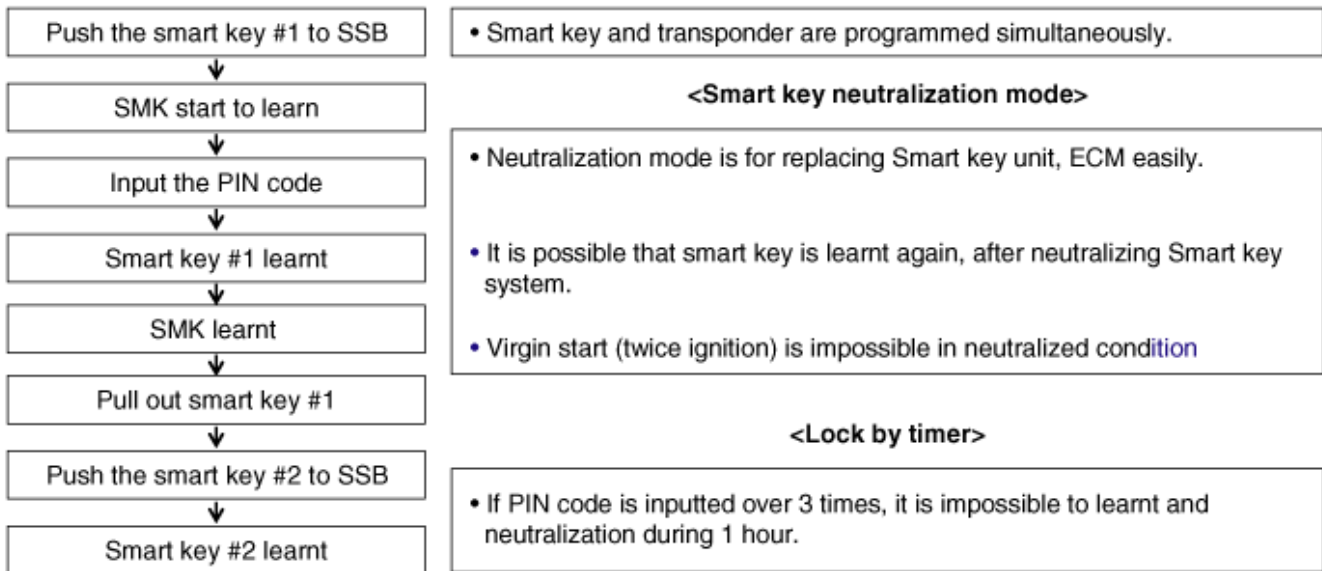 Push the smart key #1 to SSB
SMK start to learn
Input the PIN code
Smart key #1 learnt
SMK learnt
Pull out smart key #1
Push the smart key #2 to SSB
Smart key #2 learnt
• Smart key and transponder are programmed simultaneously.
<Smart key neutralization mode>
• Neutralization mode is for replacing Smart key unit, ECM easily.
• It is possible that smart key is learnt again, after neutralizing Smart key
system.
• Virgin start (twice ignition) is impossible in neutralized condition
<Lock by timer>
• If PIN code is inputted over 3 times, it is impossible to learnt and
neutralization during 1 hour.